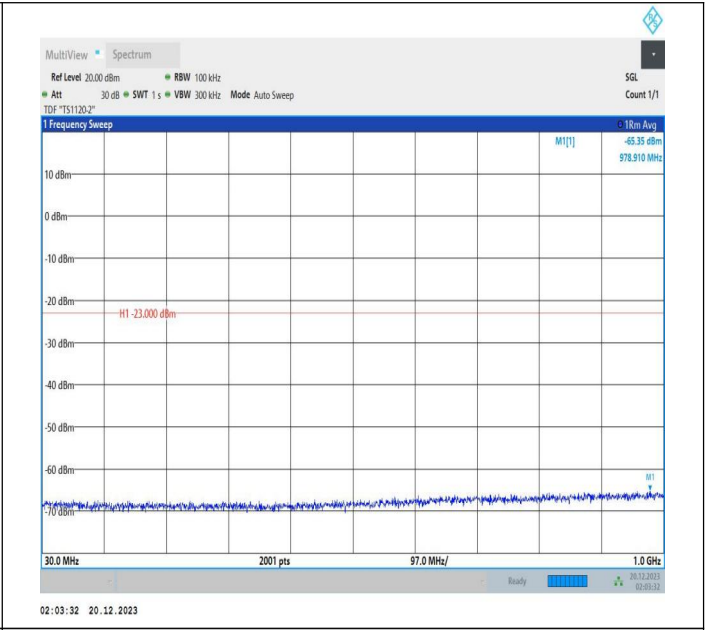 R S
MultiView Spectrum
Ref Level 20.00 dBm RBW 100 kHz SGL
Att 30 dB SWT 1 s VBW 300 kHz Mode Auto Sweep Count 1/1
TDF "TS1120-2"
1 Frequency Sweep 1Rm Avg
M1[1] -65.35 dBm
978.910 MHz
10 dBm
0 dBm
-10 dBm
-20 dBm
H1 -23.000 dBm
-30 dBm
-40 dBm
-50 dBm
-60 dBm
M1
-70 dBm
30.0 MHz 2001 pts 97.0 MHz/ 1.0 GHz
Ready 20.12.2023
02:03:32
02:03:32 20.12.2023